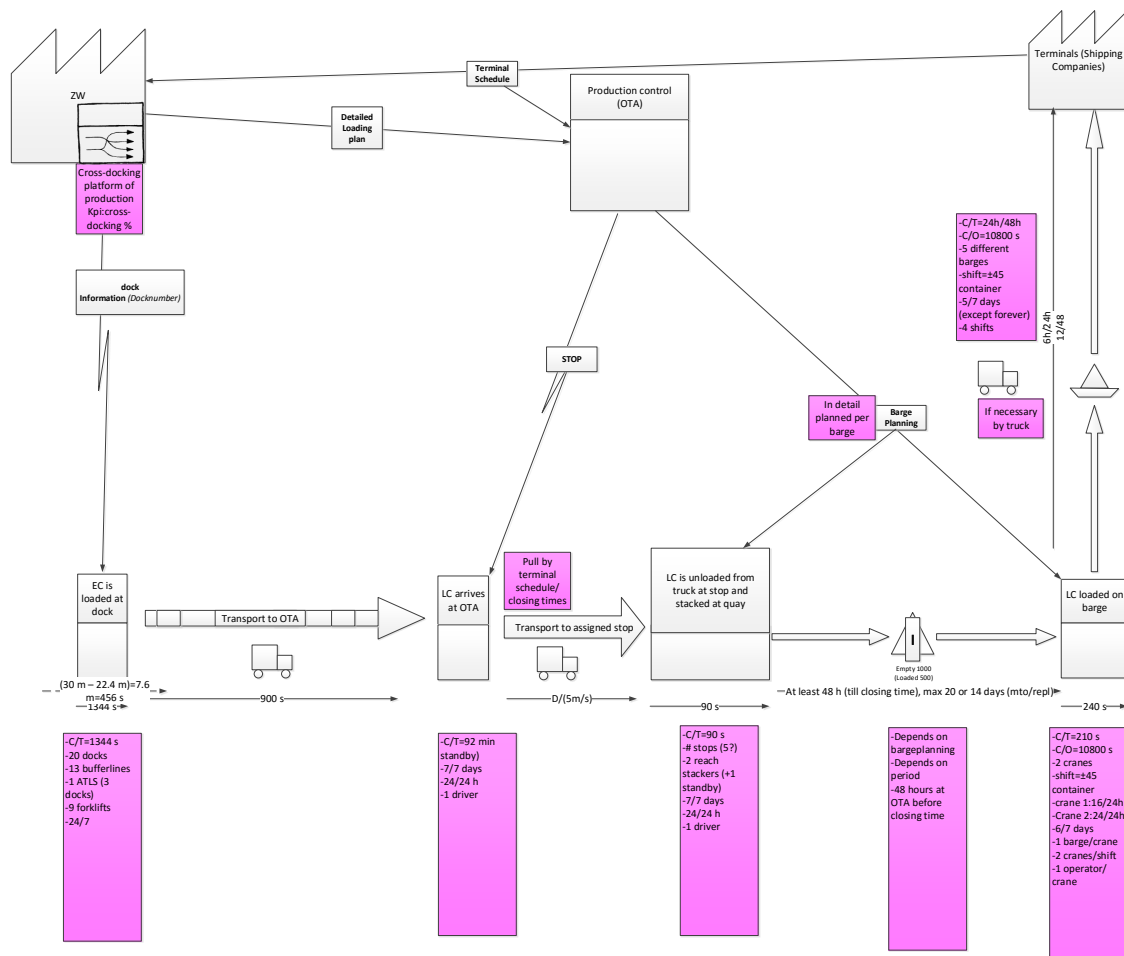 Terminals (Shipping
Companies)
Terminal
Schedule
Production control
(OTA)
ZW
Detailed
Loading
plan
Cross-docking
platform of
production
Kpi:cross-
docking %
dock
Information (Docknumber)
-C/T=24h/48h
-C/O=10800 s
-5 different
barges
-shift=±45
container
-5/7 days
(except forever)
-4 shifts
6h/24h
12/48
STOP
If necessary
by truck
In detail
planned per
barge
Barge
Planning
EC is
loaded at
dock
Transport to OTA
LC arrives
at OTA
Pull by
terminal
schedule/
closing times
Transport to assigned stop
LC is unloaded from
truck at stop and
stacked at quay
I
Empty 1000
(Loaded 500)
LC loaded on
barge
(30 m – 22.4 m)=7.6
m=456 s
1344 s
900 s
D/(5m/s)
90 s
At least 48 h (till closing time), max 20 or 14 days (mto/repl)
240 s
-C/T=1344 s
-20 docks
-13 bufferlines
-1 ATLS (3
docks)
-9 forklifts
-24/7
-C/T=92 min
standby)
-7/7 days
-24/24 h
-1 driver
-C/T=90 s
-# stops (5?)
-2 reach
stackers (+1
standby)
-7/7 days
-24/24 h
-1 driver
-Depends on
bargeplanning
-Depends on
period
-48 hours at
OTA before
closing time
-C/T=210 s
-C/O=10800 s
-2 cranes
-shift=±45
container
-crane 1:16/24h
-Crane 2:24/24h
-6/7 days
-1 barge/crane
-2 cranes/shift
-1 operator/
crane